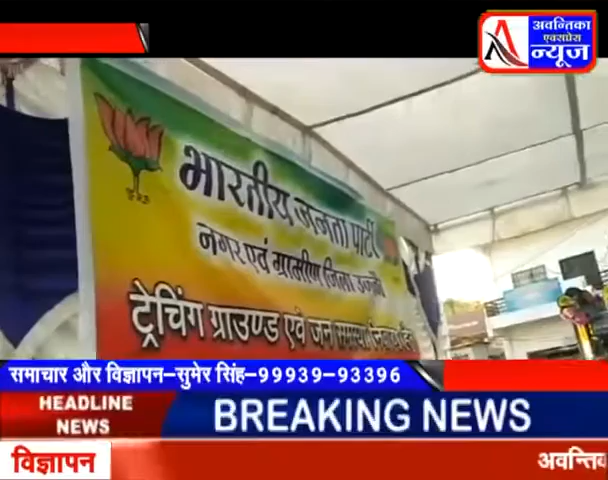 अवन्तिका
एक्सप्रेस
न्यूज
भारतीय जनता पार्टी
नगर एवं ग्रामीण जिला उज्जैन
ट्रेचिंग ग्राउण्ड एवं जन समस्या
समाचार और विज्ञापन–सुमेर सिंह–99939–93396
HEADLINE
NEWS
BREAKING NEWS
विज्ञापन